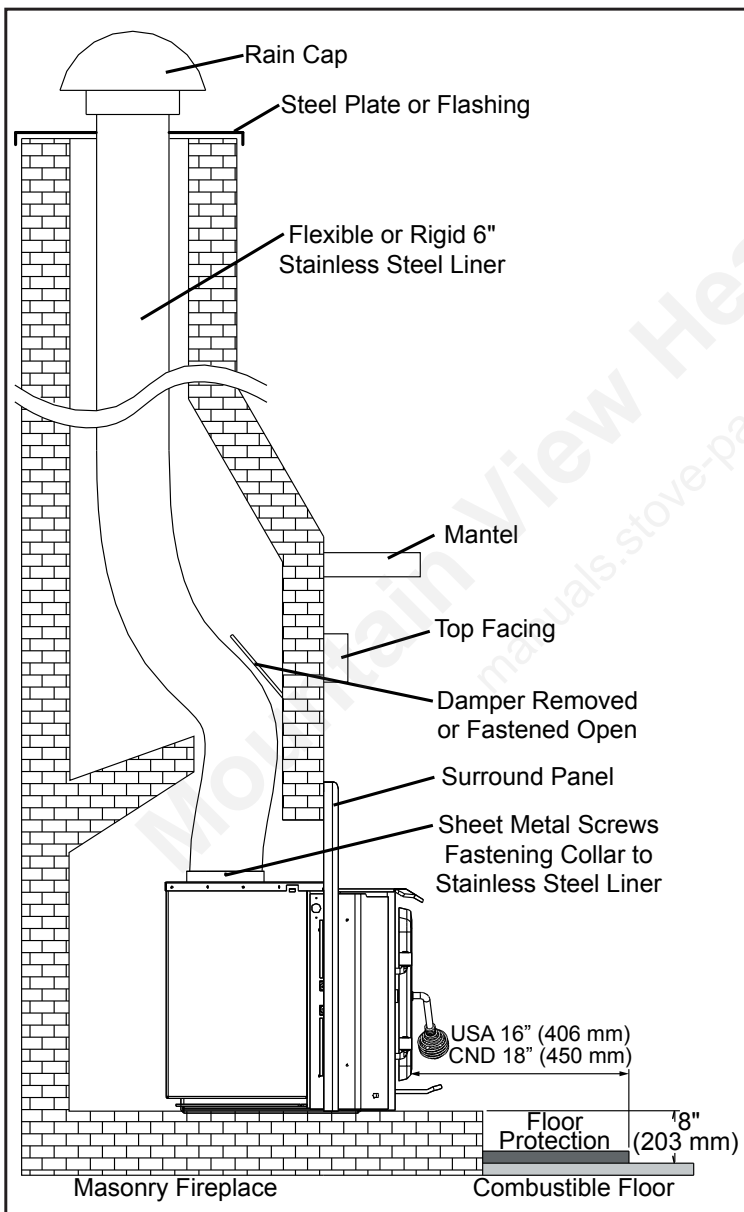 Rain Cap
Steel Plate or Flashing
Flexible or Rigid 6"
Stainless Steel Liner
Mantel
Top Facing
Damper Removed
or Fastened Open
Surround Panel
Sheet Metal Screws
Fastening Collar to
Stainless Steel Liner
USA 16” (406 mm)
CND 18” (450 mm)
Floor
Protection
8"
(203 mm)
Masonry Fireplace
Combustible Floor
Mountain View Hea
manuals.stove-pa